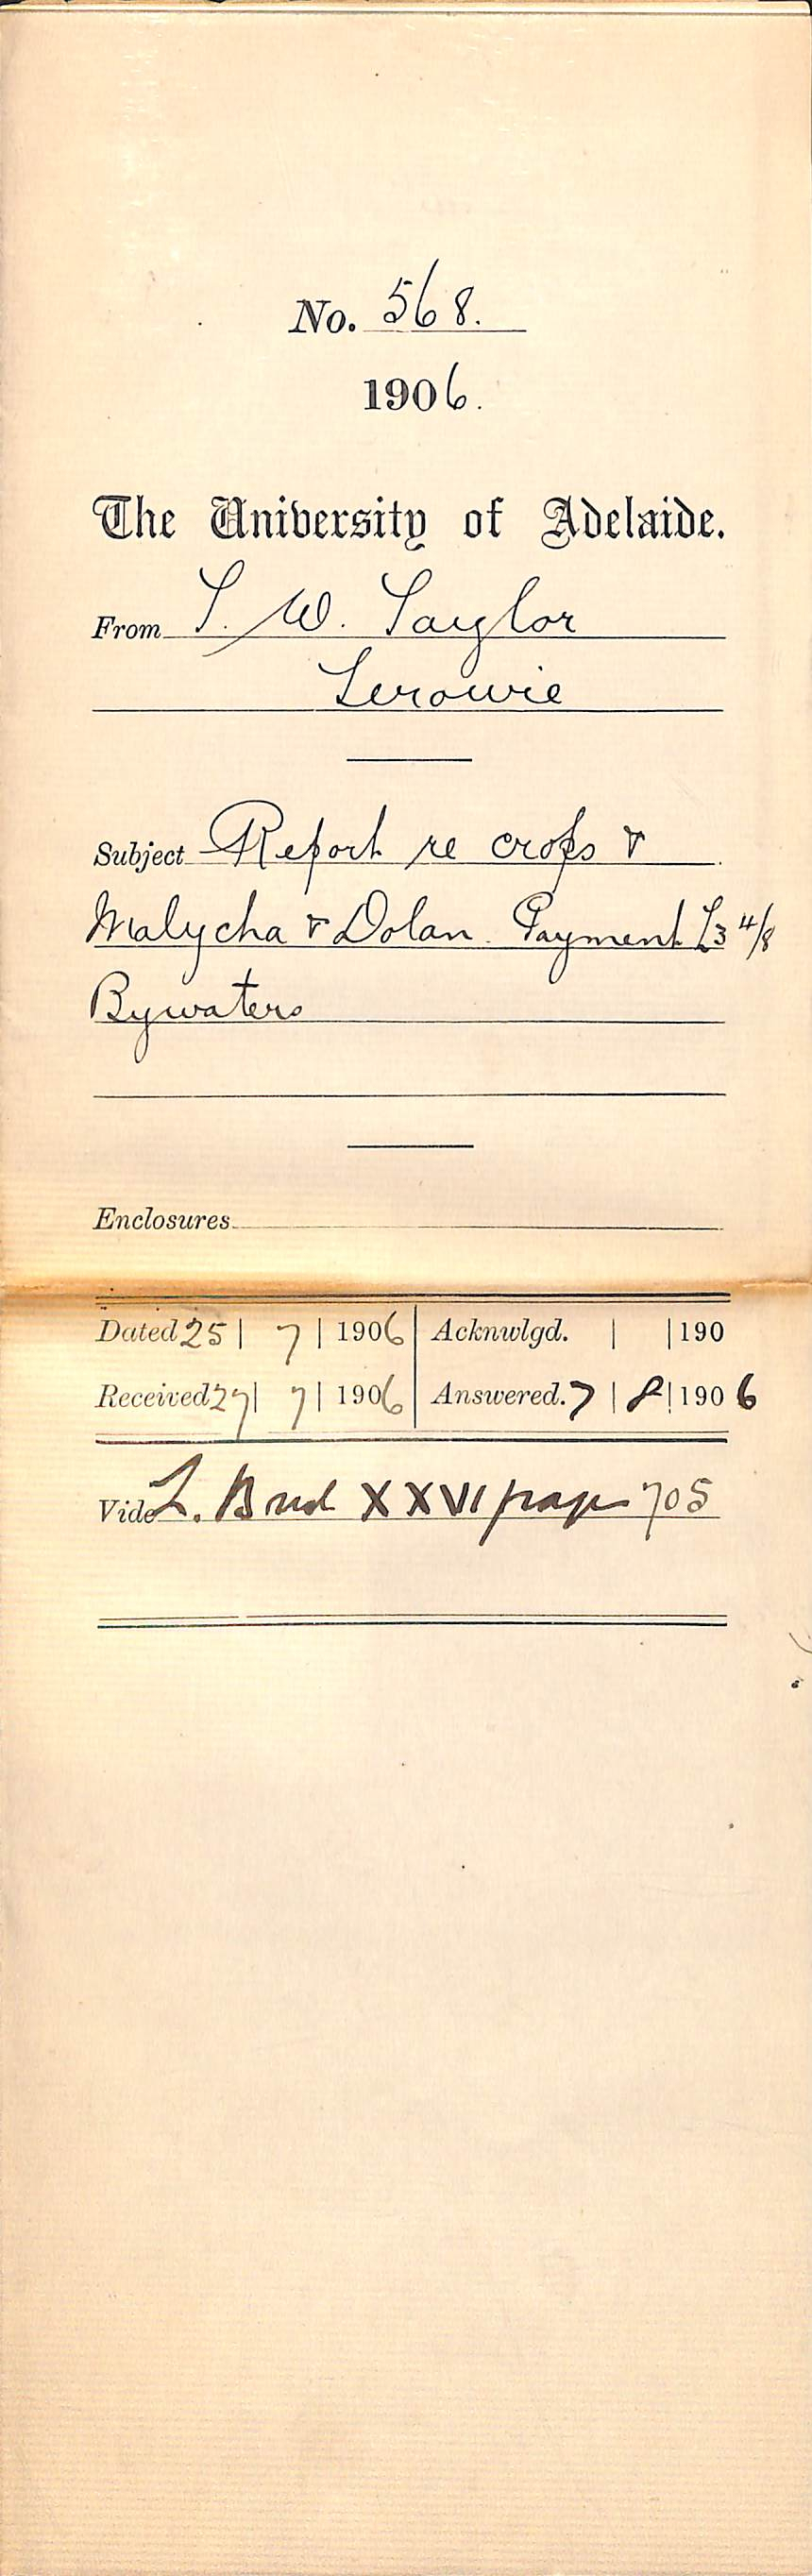 No. 568.
1906.
The University of Adelaide.
From T. W. Taylor
Terowie
Subject Report re crops &
Malycha & Dolan. Payment £3 4/8
Bywaters
Enclosures
Dated 25 | 7 | 1906 Acknwlgd. | | 190
Received 27 | 7 | 1906 Answered. 7 | 8 | 1906
Vide L. XXVI page 705